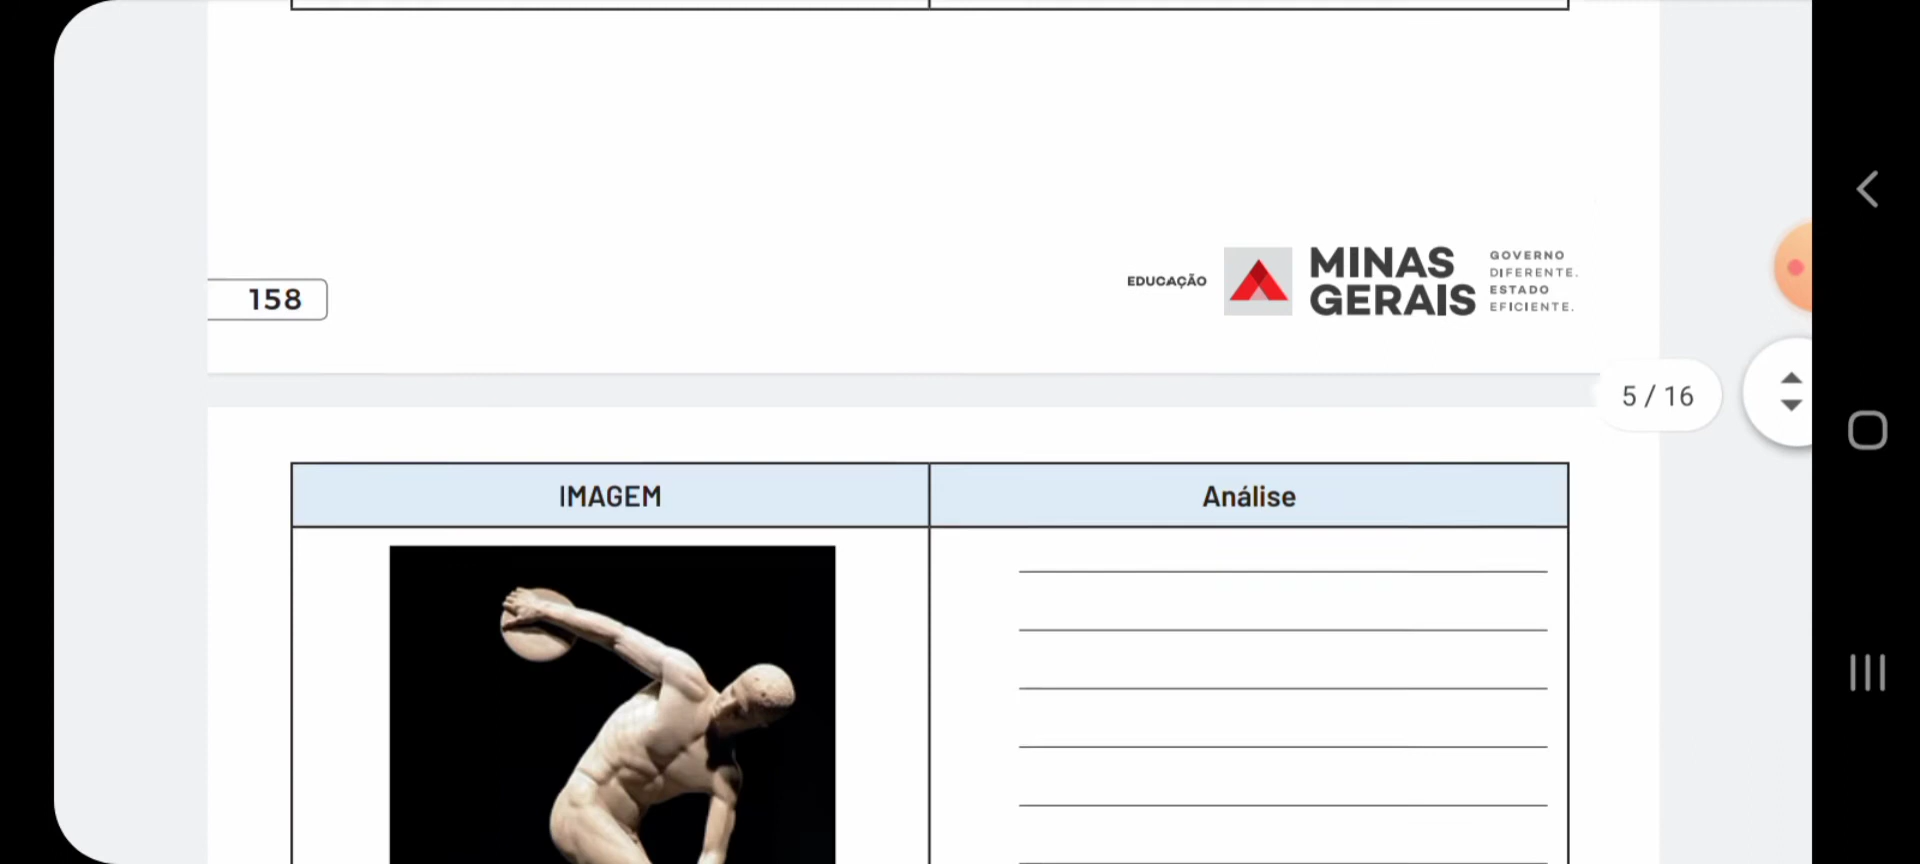 EDUCAÇÃO
MINAS
GERAIS
GOVERNO
DIFERENTE.
ESTADO
EFICIENTE.
158
5 / 16
IMAGEM
Análise